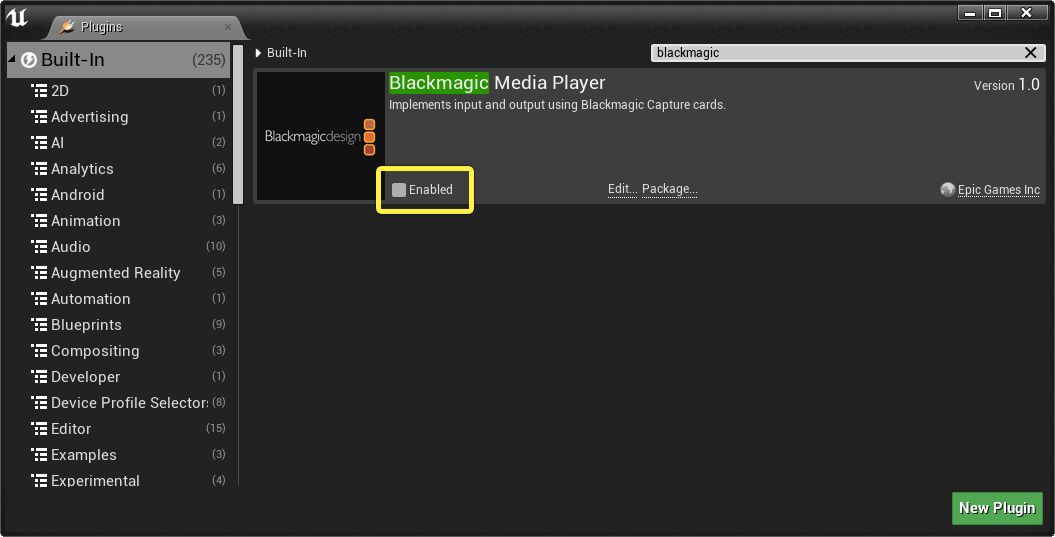 Plugins
Built-In (235)
2D (1)
Advertising (1)
AI (2)
Analytics (6)
Android (1)
Animation (3)
Audio (10)
Augmented Reality (5)
Automation (1)
Blueprints (9)
Compositing (3)
Developer (1)
Device Profile Selectors (8)
Editor (15)
Examples (3)
Experimental (4)
Built-In
blackmagic
Blackmagicdesign
Blackmagic Media Player
Version 1.0
Implements input and output using Blackmagic Capture cards.
Enabled
Edit... Package...
Epic Games Inc
New Plugin